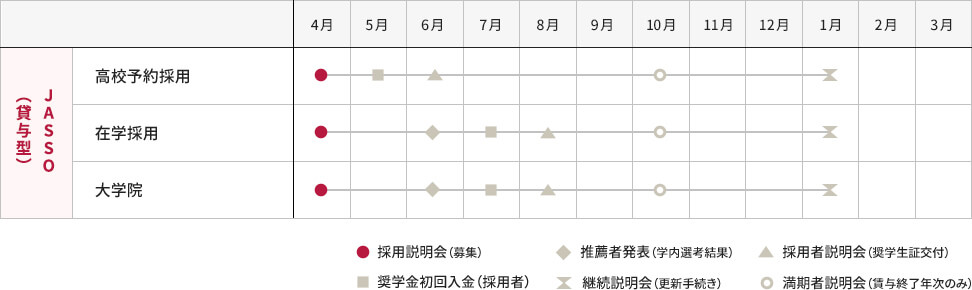 4月 5月 6月 7月 8月 9月 10月 11月 12月 1月 2月 3月
JASSO
（貸与型）
高校予約採用
在学採用
大学院
採用説明会（募集） 推薦者発表（学内選考結果） 採用者説明会（奨学生証交付）
奨学金初回入金（採用者） 継続説明会（更新手続き） 満期者説明会（貸与終了年次のみ）